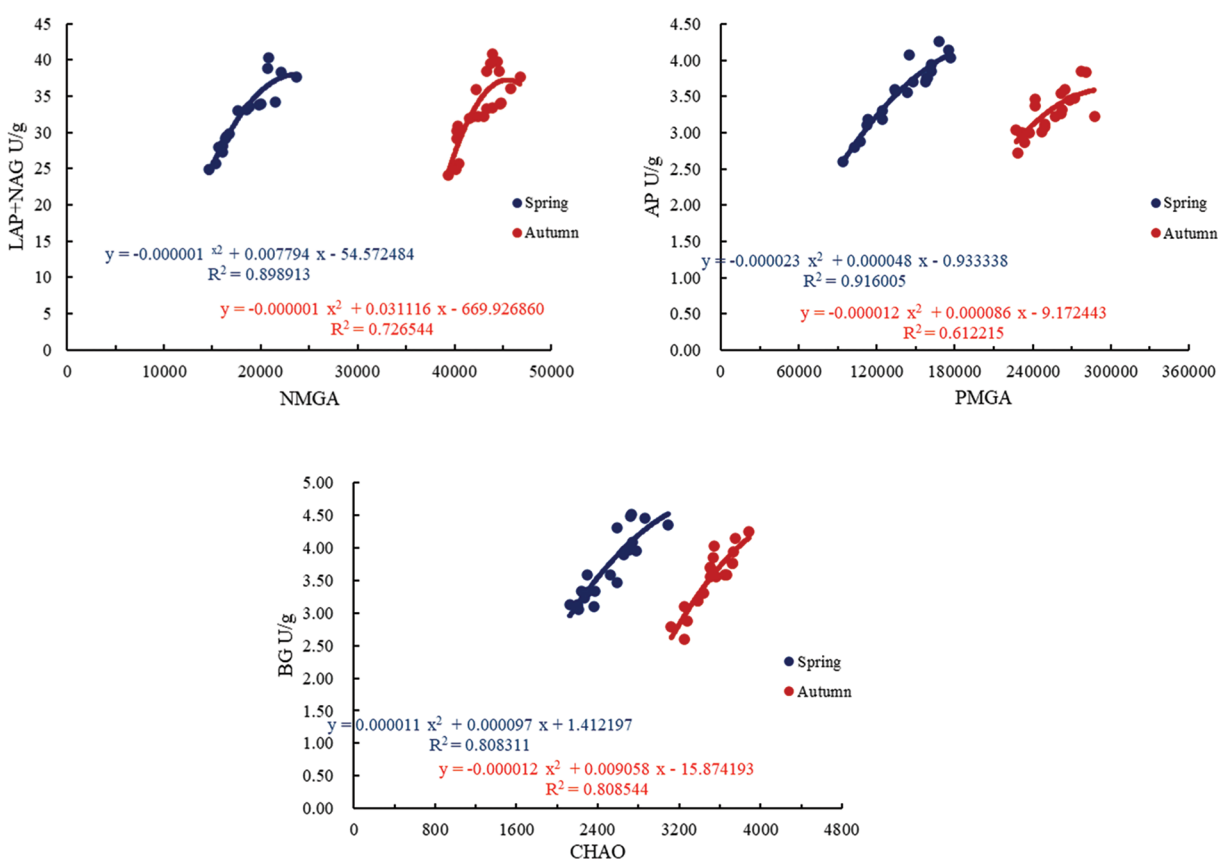 45
40
35
30
25
20
15
10
5
0
LAP+NAG U/g
Spring
Autumn
y = -0.000001 x2 + 0.007794 x - 54.572484
R2 = 0.898913
y = -0.000001 x2 + 0.031116 x - 669.926860
R2 = 0.726544
0 10000 20000 30000 40000 50000
NMGA
4.50
4.00
3.50
3.00
2.50
2.00
1.50
1.00
0.50
0.00
AP U/g
Spring
Autumn
y = -0.000023 x2 + 0.000048 x - 0.933338
R2 = 0.916005
y = -0.000012 x2 + 0.000086 x - 9.172443
R2 = 0.612215
0 60000 120000 180000 240000 300000 360000
PMGA
5.00
4.50
4.00
3.50
3.00
2.50
2.00
1.50
1.00
0.50
0.00
BG U/g
Spring
Autumn
y = 0.000011 x2 + 0.000097 x + 1.412197
R2 = 0.808311
y = -0.000012 x2 + 0.009058 x - 15.874193
R2 = 0.808544
0 800 1600 2400 3200 4000 4800
CHAO